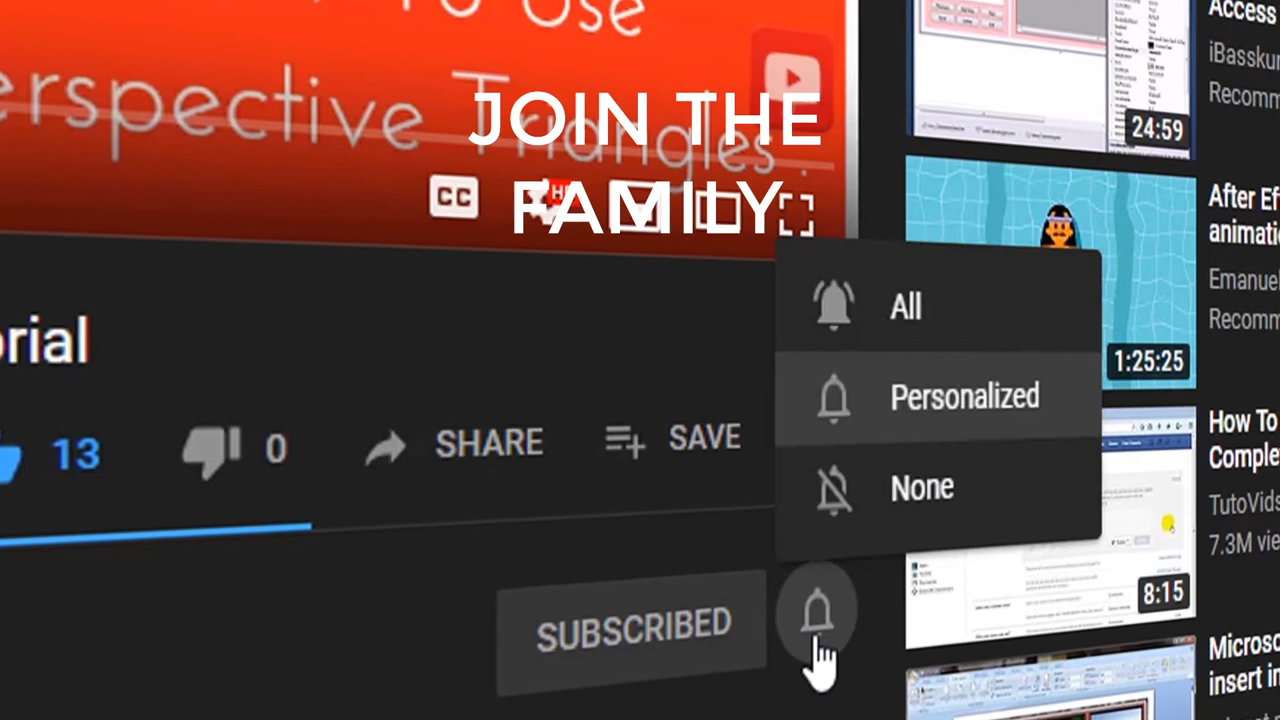 To Use
erspective Triangles.
JOIN THE
FAMILY
CC
HD
orial
13
0
SHARE
SAVE
All
Personalized
None
SUBSCRIBED
24:59
Access
iBassku
Recomm
After Ef
animati
Emanuel
Recomm
1:25:25
How To
Comple
TutoVids
7.3M vie
8:15
Microso
insert in